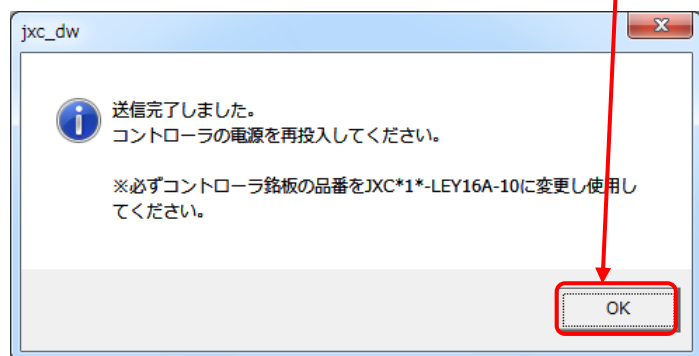 jxc_dw
送信完了しました。
コントローラの電源を再投入してください。
※必ずコントローラ銘板の品番をJXC*1*-LEY16A-10に変更し使用し
てください。
OK